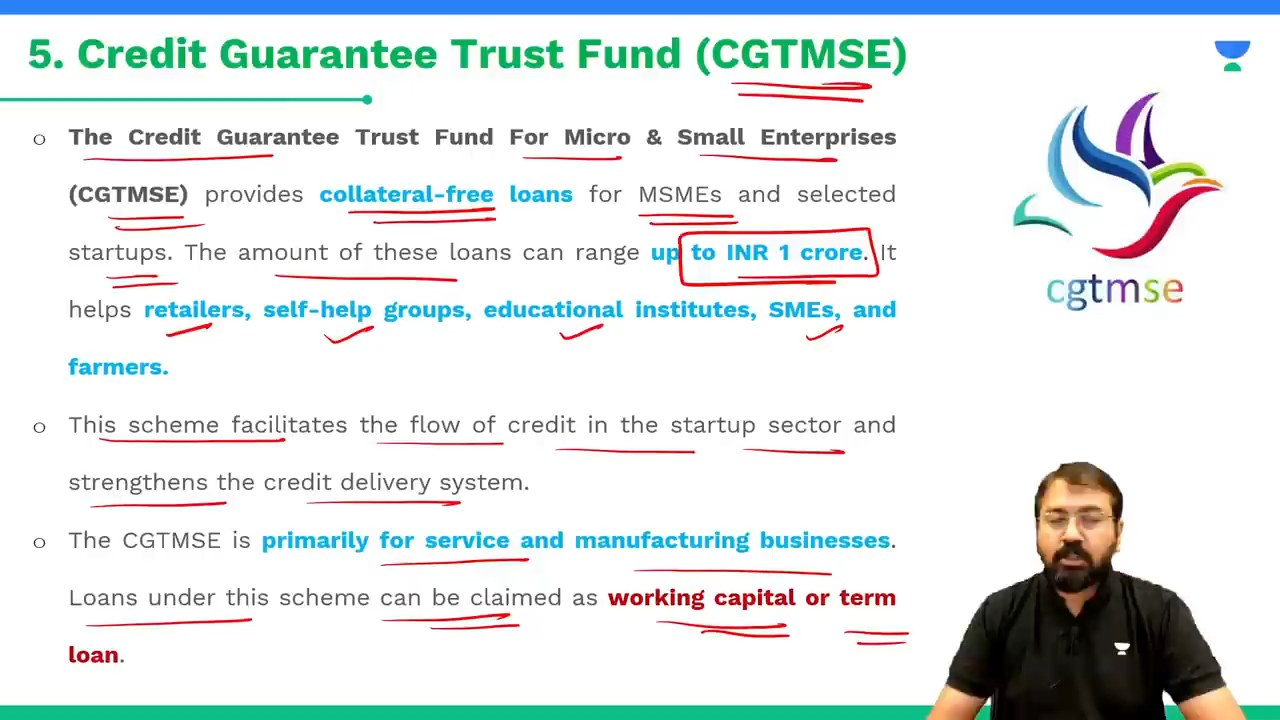 5. Credit Guarantee Trust Fund (CGTMSE)
o The Credit Guarantee Trust Fund For Micro & Small Enterprises
(CGTMSE) provides collateral-free loans for MSMEs and selected
startups. The amount of these loans can range up to INR 1 crore. It
helps retailers, self-help groups, educational institutes, SMEs, and
farmers.
o This scheme facilitates the flow of credit in the startup sector and
strengthens the credit delivery system.
o The CGTMSE is primarily for service and manufacturing businesses.
Loans under this scheme can be claimed as working capital or term
loan.
cgtmse